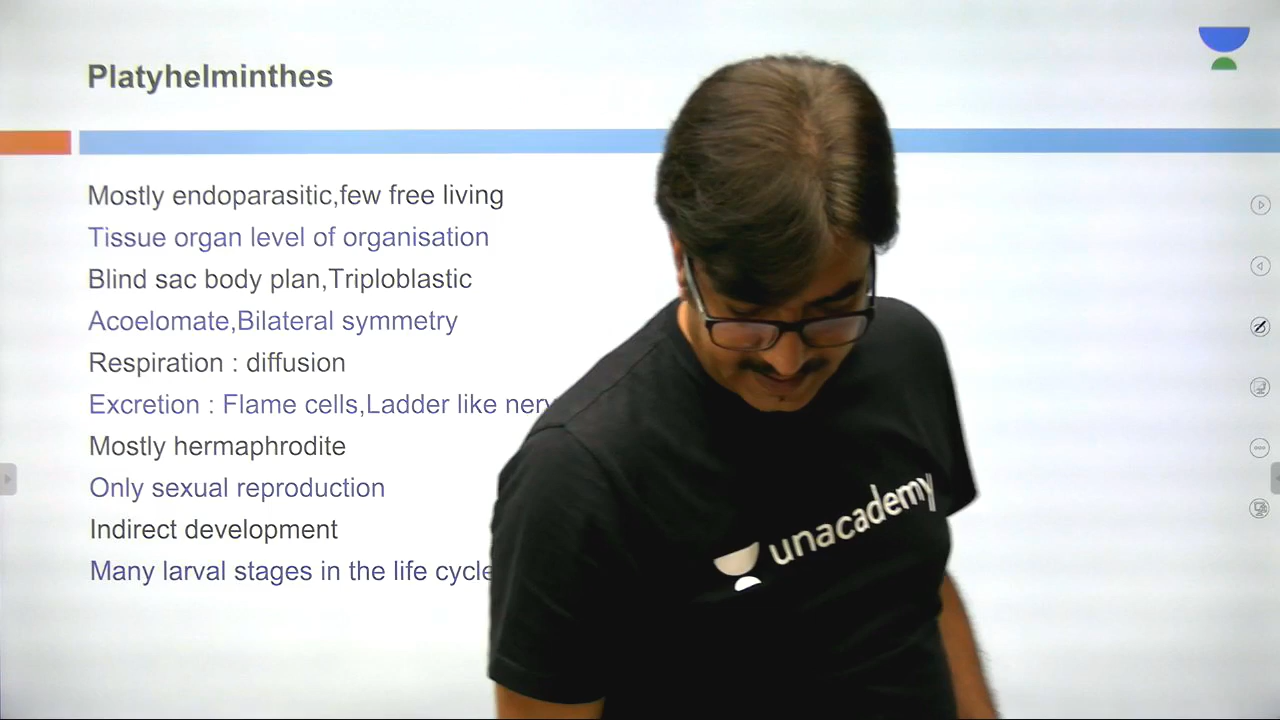 Platyhelminthes
Mostly endoparasitic,few free living
Tissue organ level of organisation
Blind sac body plan,Triploblastic
Acoelomate,Bilateral symmetry
Respiration : diffusion
Excretion : Flame cells,Ladder like
Mostly hermaphrodite
Only sexual reproduction
Indirect development
Many larval stages in the life cycle
unacademy